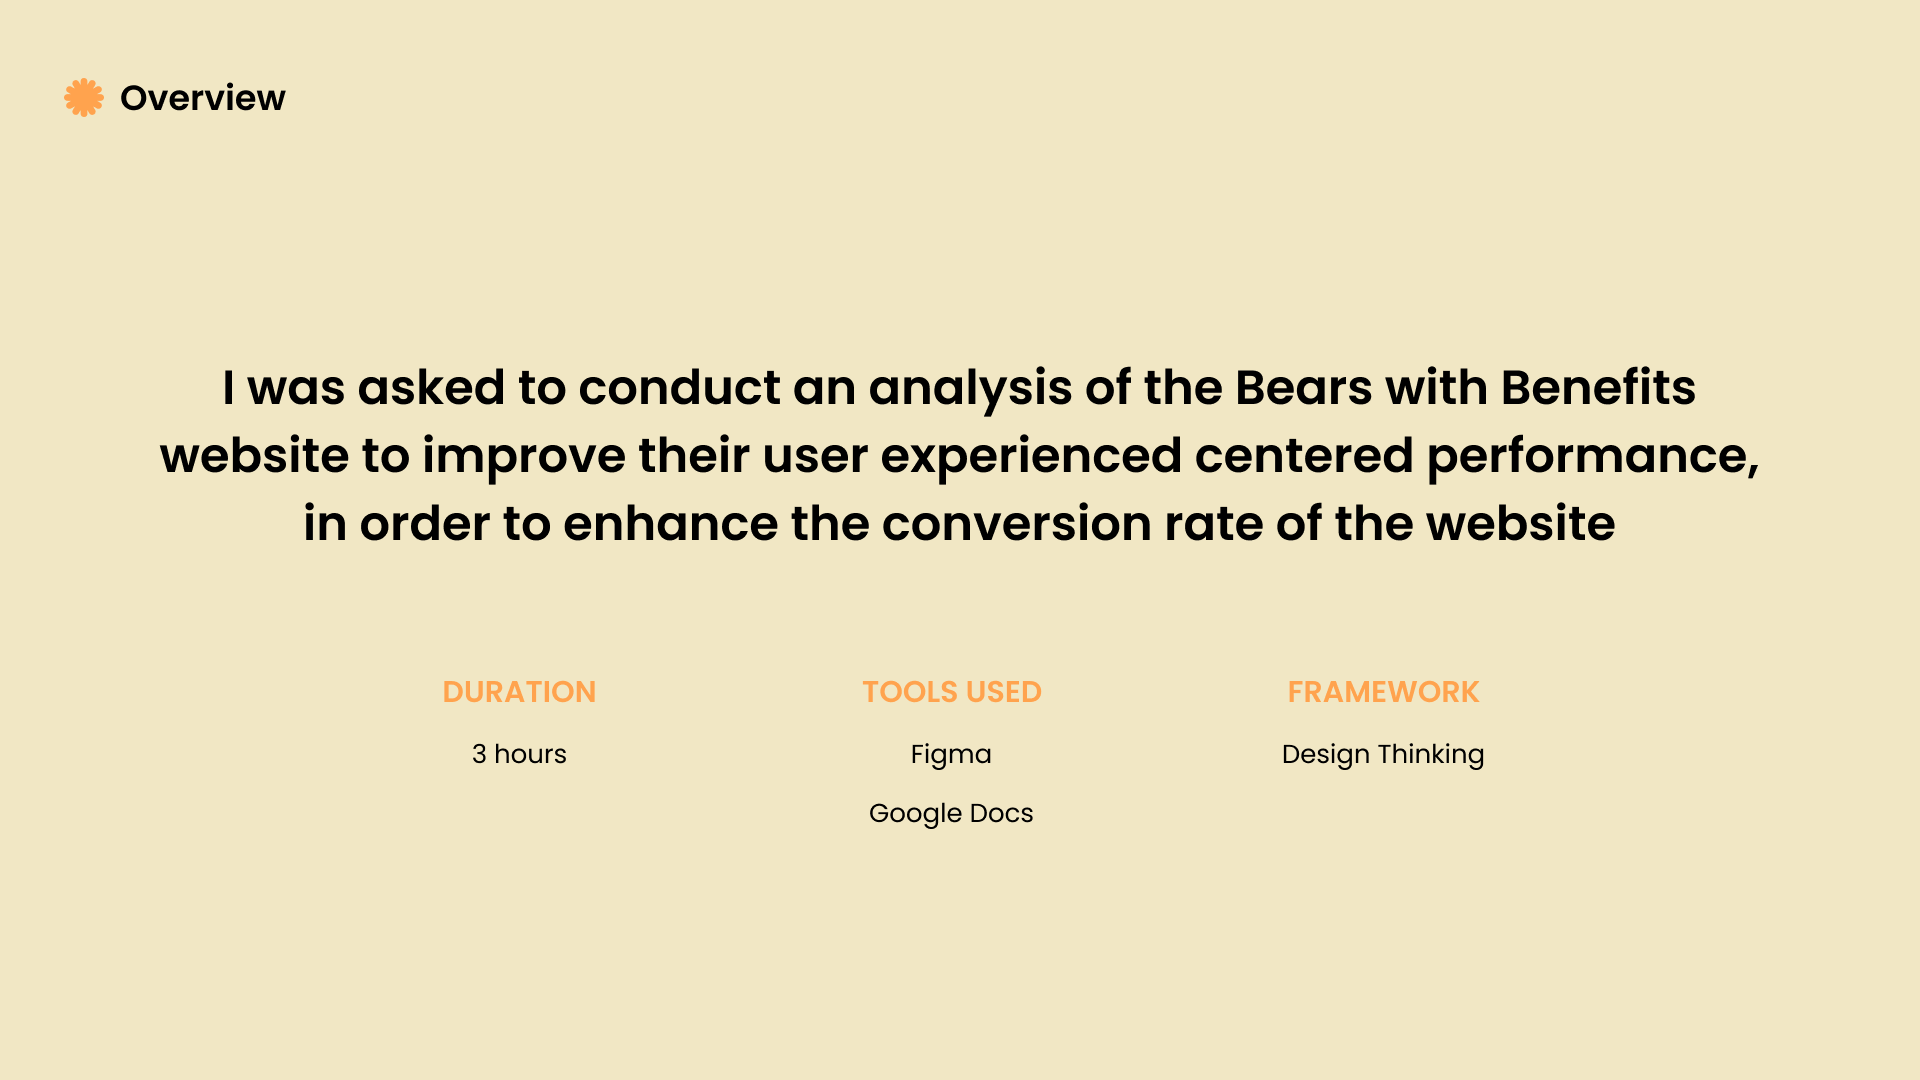 Overview
I was asked to conduct an analysis of the Bears with Benefits
website to improve their user experienced centered performance,
in order to enhance the conversion rate of the website
DURATION
3 hours
TOOLS USED
Figma
Google Docs
FRAMEWORK
Design Thinking